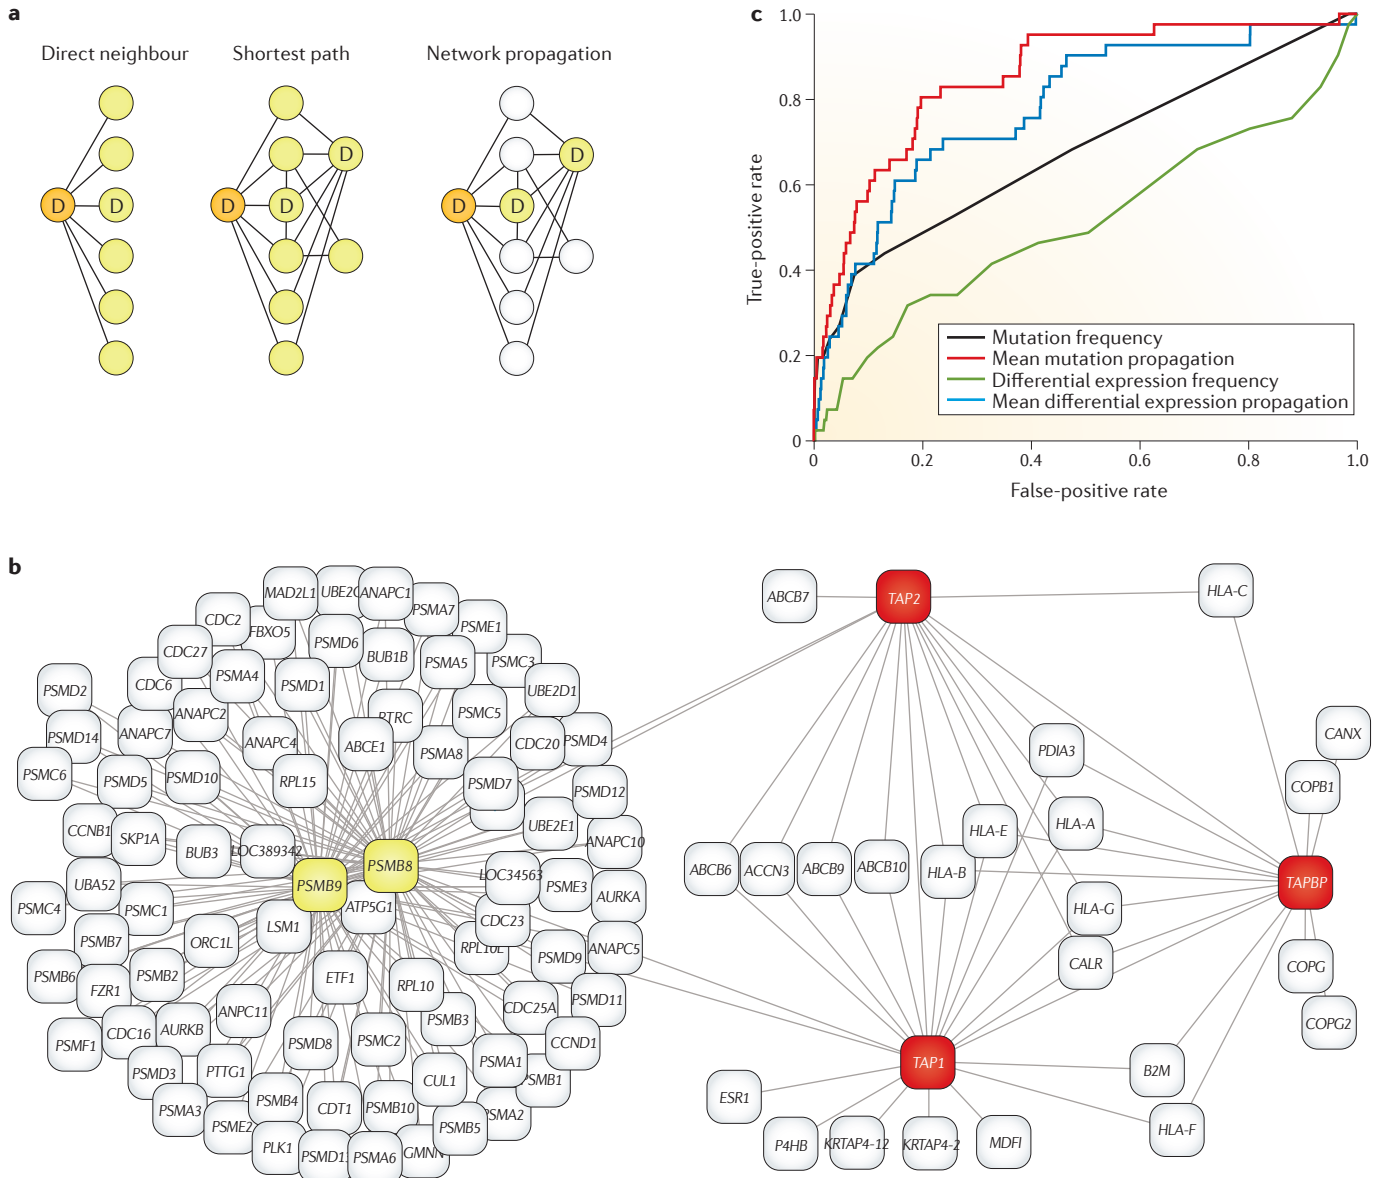 a
Direct neighbour
Shortest path
Network propagation
D
D
D
D
D
D
D
D
c
1.0
0.8
0.6
0.4
0.2
0
0
0.2
0.4
0.6
0.8
1.0
True-positive rate
False-positive rate
Mutation frequency
Mean mutation propagation
Differential expression frequency
Mean differential expression propagation
b
MAD2L1
ANAPC1
PSMA7
CDC2
FBXO5
PSMD6
PSME1
CDC27
BUB1B
PSMA5
PSMC3
PSMA4
PSMD1
PSMD2
CDC6
UBE2D1
ANAPC2
PSMC5
PSMD14
ANAPC7
ANAPC4
ABCE1
PSMA8
CDC20
PSMD4
PSMC6
PSMD5
PSMD10
RPL15
PSMD7
PSMD12
CCNB1
SKP1A
BUB3
LOC389342
UBE2E1
ANAPC10
PSMB8
PSMB9
UBA52
LOC34563
PSME3
AURKA
PSMC4
PSMC1
ATP5G1
CDC23
LSM1
PSMB7
ORC1L
PSMD9
ANAPC5
PSMB6
FZR1
PSMB2
ETF1
RPL10
PSMD11
CDC25A
ANPC11
PSMB3
PSMF1
CDC16
AURKB
PSMD8
PSMC2
CCND1
PSMD3
PTTG1
PSMA1
PSMB1
CUL1
PSMA3
PSMB4
CDT1
PSMB10
PSMA2
PSME2
PSMB5
PLK1
PSMA6
GMNN
ABCB7
TAP2
HLA-C
PDIA3
CANX
COPB1
HLA-E
HLA-A
ABCB6
ACCN3
ABCB9
ABCB10
HLA-B
TAPBP
HLA-G
CALR
COPG
COPG2
TAP1
B2M
ESR1
HLA-F
P4HB
KRTAP4-12
KRTAP4-2
MDFI